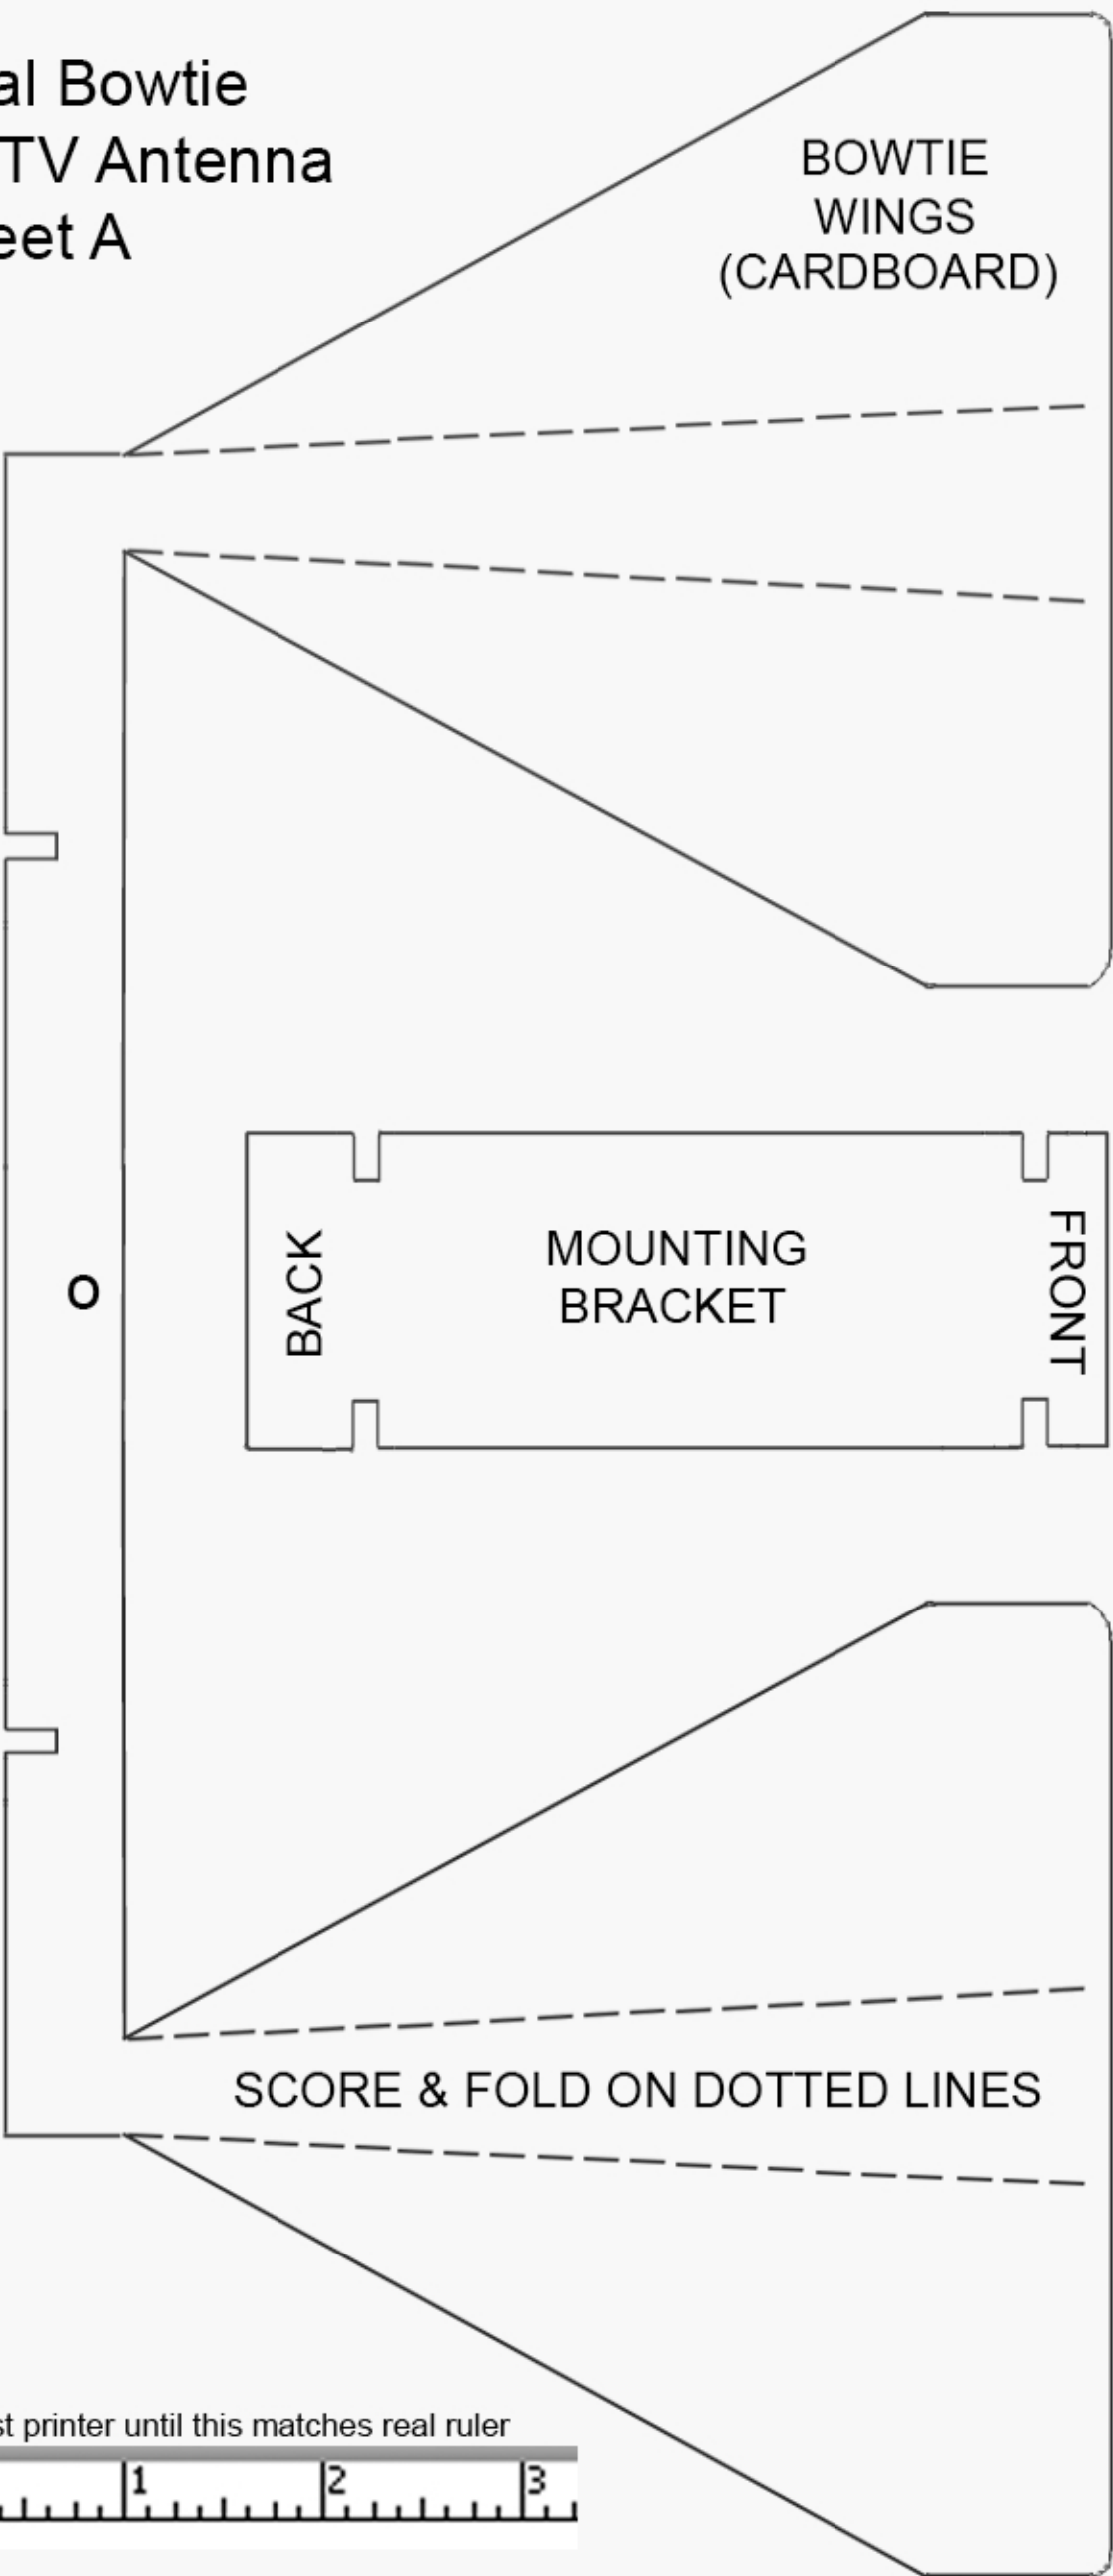 al Bowtie
TV Antenna
eet A
BOWTIE
WINGS
(CARDBOARD)
BACK
MOUNTING
BRACKET
FRONT
O
SCORE & FOLD ON DOTTED LINES
st printer until this matches real ruler
1 2 3